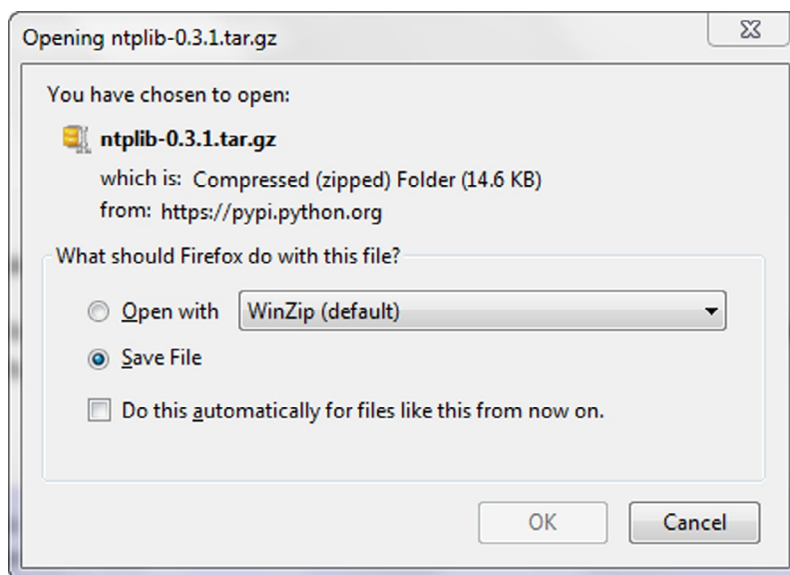 Opening ntplib-0.3.1.tar.gz
You have chosen to open:
ntplib-0.3.1.tar.gz
which is: Compressed (zipped) Folder (14.6 KB)
from: https://pypi.python.org
What should Firefox do with this file?
Open with WinZip (default)
Save File
Do this automatically for files like this from now on.
OK Cancel